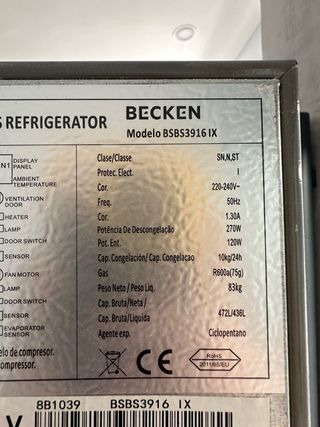 S REFRIGERATOR
BECKEN
Modelo BSBS3916 IX
N1 DISPLAY PANEL
AMBIENT TEMPERATURE
VENTILATION DOOR
HEATER
LAMP
DOOR SWITCH
SENSOR
FAN MOTOR
LAMP
DOOR SWITCH
SENSOR
EVAPORATOR SENSOR
elo de compresor.
compressor.
Clase/Classe SN,N,ST
Protec. Elect. I
Cor. 220-240V~
Freq. 50Hz
Cor. 1.30A
Potência De Descongelação 270W
Pot. Ent. 120W
Cap. Congelación/ Cap. Congelacao 10kg/24h
Gas R600a(75g)
Peso Neto / Peso Liq. 83kg
Cap. Bruta/Neta /
Cap. Bruta/Liquida 472L/436L
Agente exp. Ciclopentano
CE
RoHS
2011/65/EU
8B1039 BSBS3916 IX
V